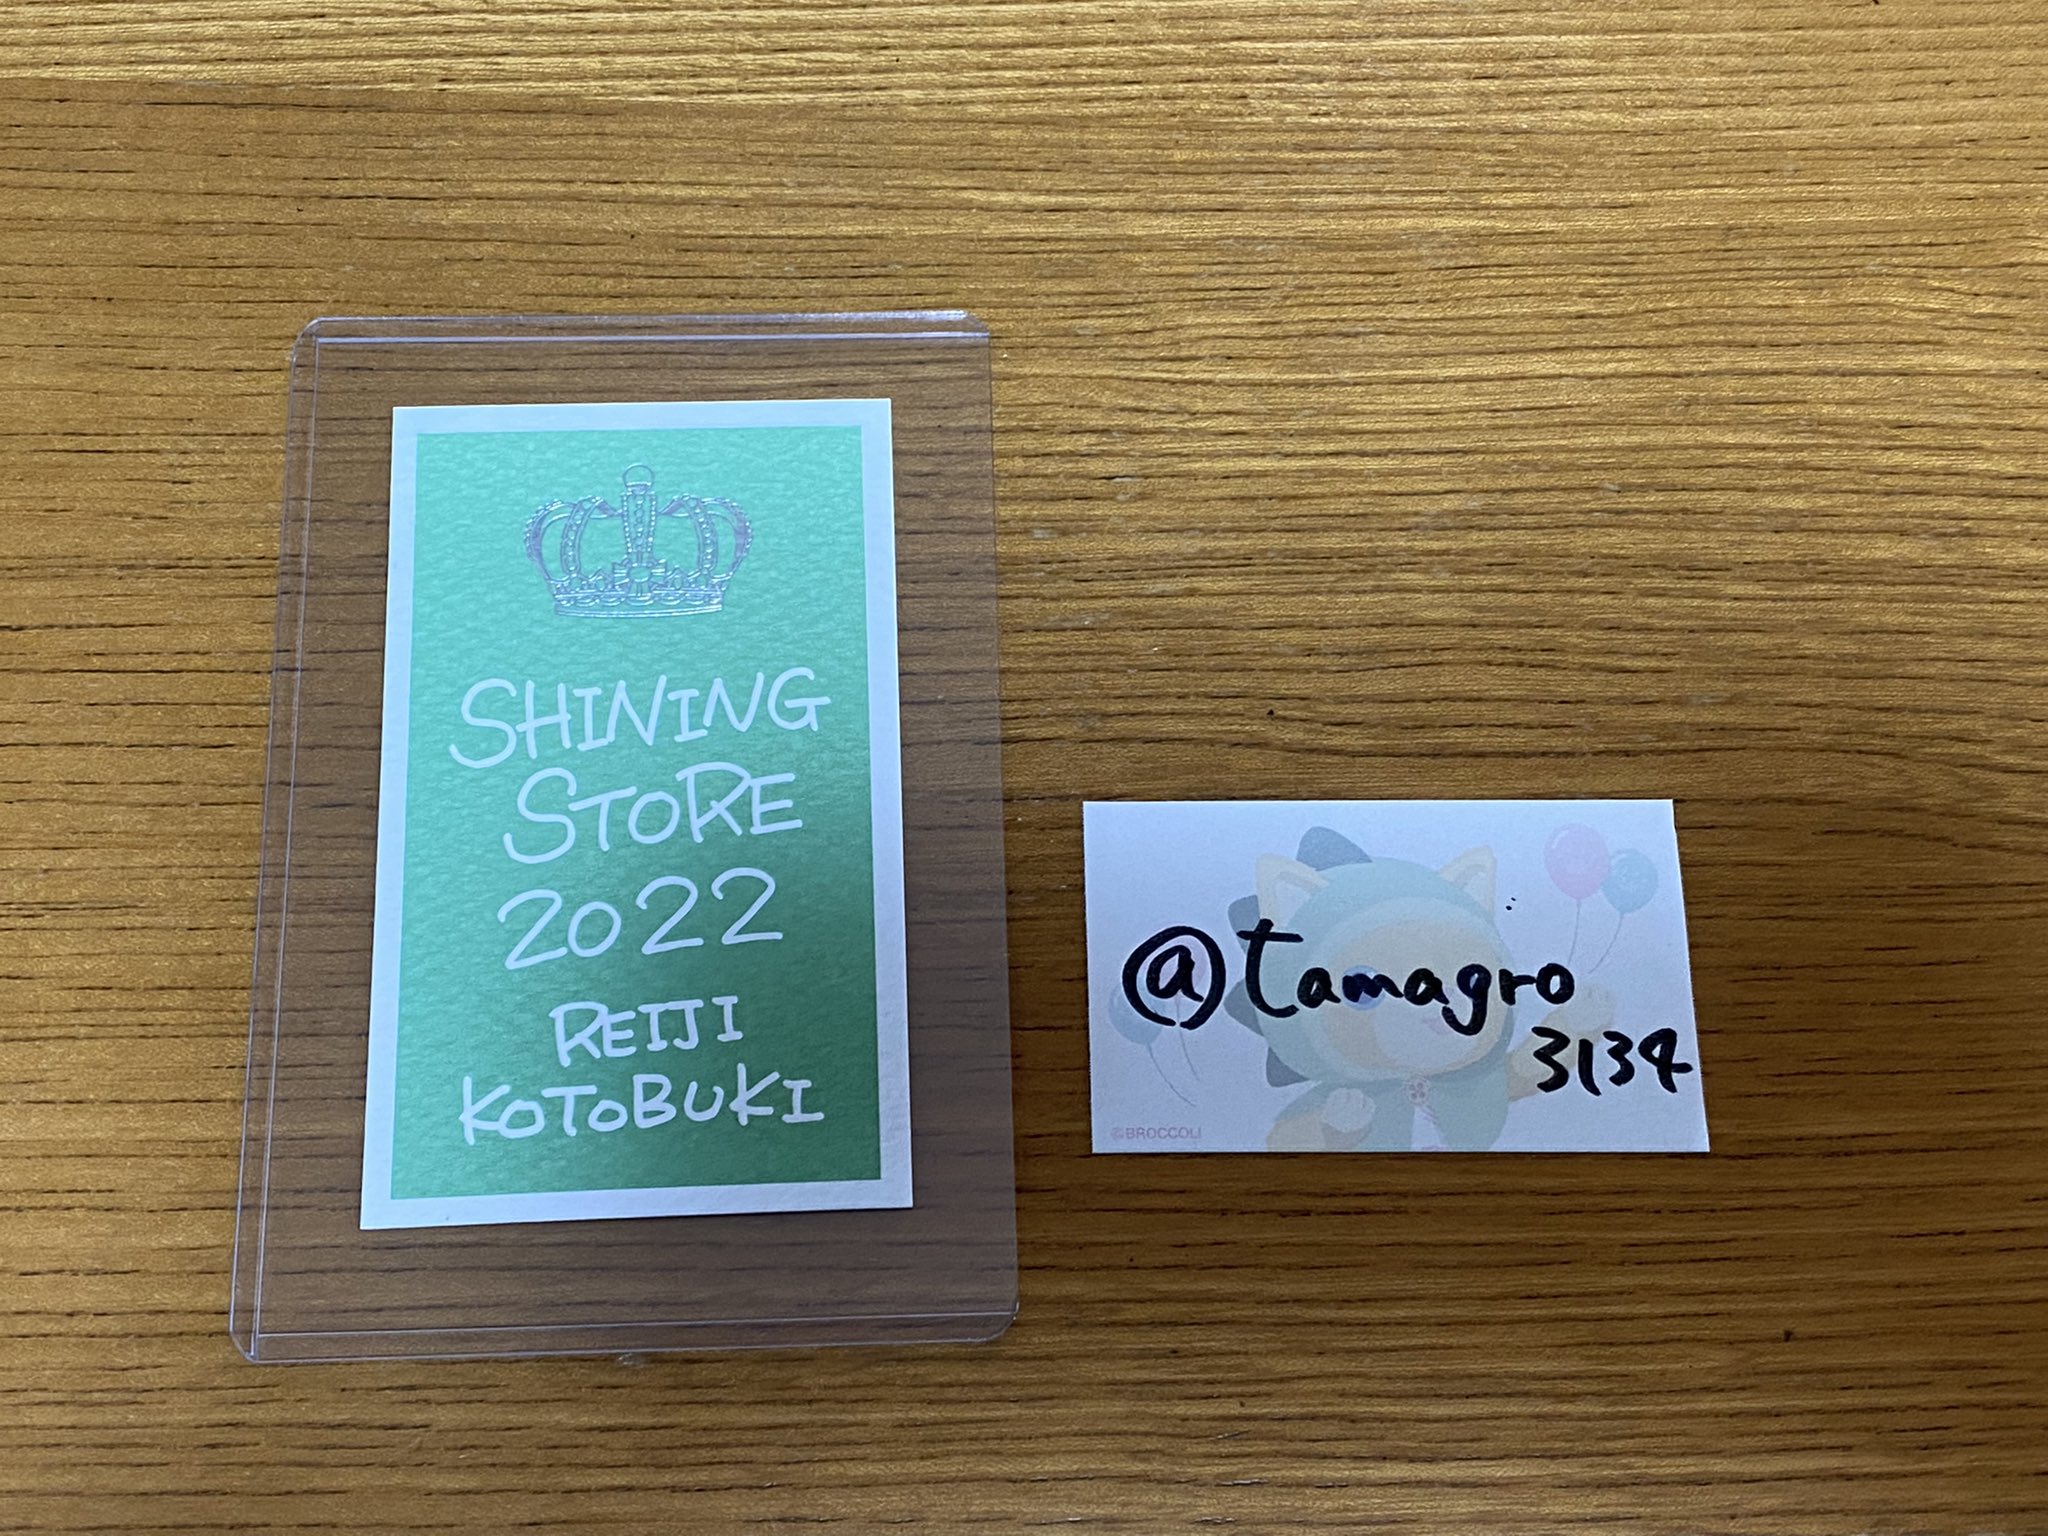 SHINING
STORE
2022
REIJI
KOTOBUKI
@tamagro
3134
©BROCCOLI